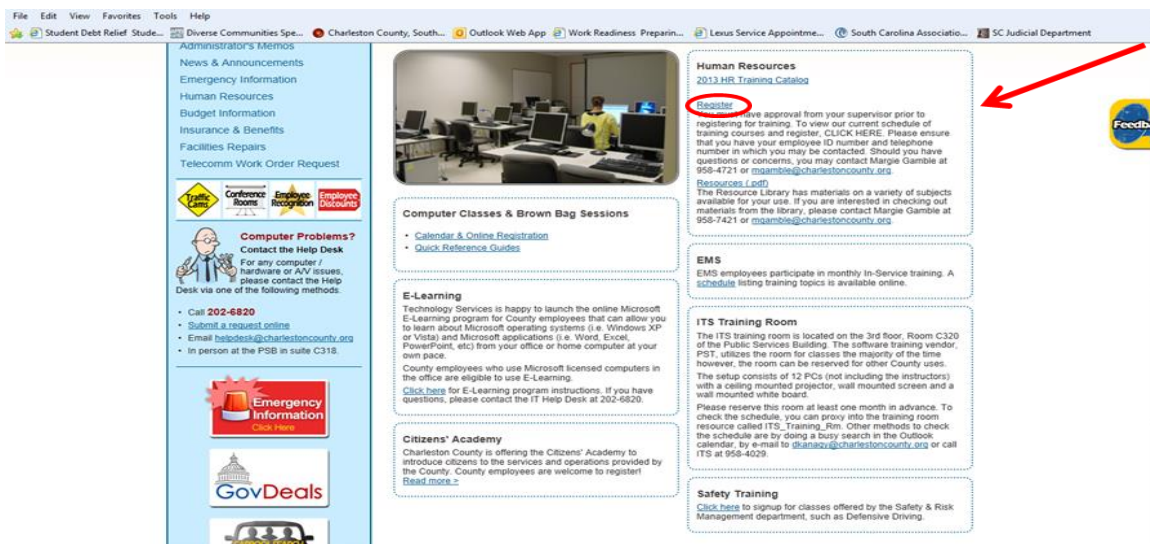 File Edit View Favorites Tools Help
Student Debt Relief Stude... Diverse Communities Spe... Charleston County, South... Outlook Web App Work Readiness Preparin... Lexus Service Appointme... South Carolina Associatio... SC Judicial Department
Administrator's Memos
News & Announcements
Emergency Information
Human Resources
Budget Information
Insurance & Benefits
Facilities Repairs
Telecomm Work Order Request
Traffic Cams
Conference Rooms
Employee Recognition
Employee Discounts
Computer Problems?
Contact the Help Desk
For any computer /
hardware or A/V issues,
please contact the Help
Desk via one of the following methods.
• Call 202-6820
• Submit a request online
• Email helpdesk@charlestoncounty.org
• In person at the PSB in suite C318.
Emergency
Information
Click Here
GovDeals
Computer Classes & Brown Bag Sessions
• Calendar & Online Registration
• Quick Reference Guides
E-Learning
Technology Services is happy to launch the online Microsoft
E-Learning program for County employees that can allow you
to learn about Microsoft operating systems (i.e. Windows XP
or Vista) and Microsoft applications (i.e. Word, Excel,
PowerPoint, etc) from your office or home computer at your
own pace.
County employees who use Microsoft licensed computers in
the office are eligible to use E-Learning.
Click here for E-Learning program instructions. If you have
questions, please contact the IT Help Desk at 202-6820.
Citizens' Academy
Charleston County is offering the Citizens' Academy to
introduce citizens to the services and operations provided by
the County. County employees are welcome to register!
Read more >
Human Resources
2013 HR Training Catalog
Register
You must have approval from your supervisor prior to
registering for training. To view our current schedule of
training courses and register, CLICK HERE. Please ensure
that you have your employee ID number and telephone
number in which you may be contacted. Should you have
questions or concerns, you may contact Margie Gamble at
958-4721 or mgamble@charlestoncounty.org.
Resources (.pdf)
The Resource Library has materials on a variety of subjects
available for your use. If you are interested in checking out
materials from the library, please contact Margie Gamble at
958-7421 or mgamble@charlestoncounty.org.
EMS
EMS employees participate in monthly In-Service training. A
schedule listing training topics is available online.
ITS Training Room
The ITS training room is located on the 3rd floor, Room C320
of the Public Services Building. The software training vendor,
PST, utilizes the room for classes the majority of the time
however, the room can be reserved for other County uses.
The setup consists of 12 PCs (not including the instructors)
with a ceiling mounted projector, wall mounted screen and a
wall mounted white board.
Please reserve this room at least one month in advance. To
check the schedule, you can proxy into the training room
resource called ITS_Training_Rm. Other methods to check
the schedule are by doing a busy search in the Outlook
calendar, by e-mail to dkanagy@charlestoncounty.org or call
ITS at 958-4029.
Safety Training
Click here to signup for classes offered by the Safety & Risk
Management department, such as Defensive Driving.
Feedb